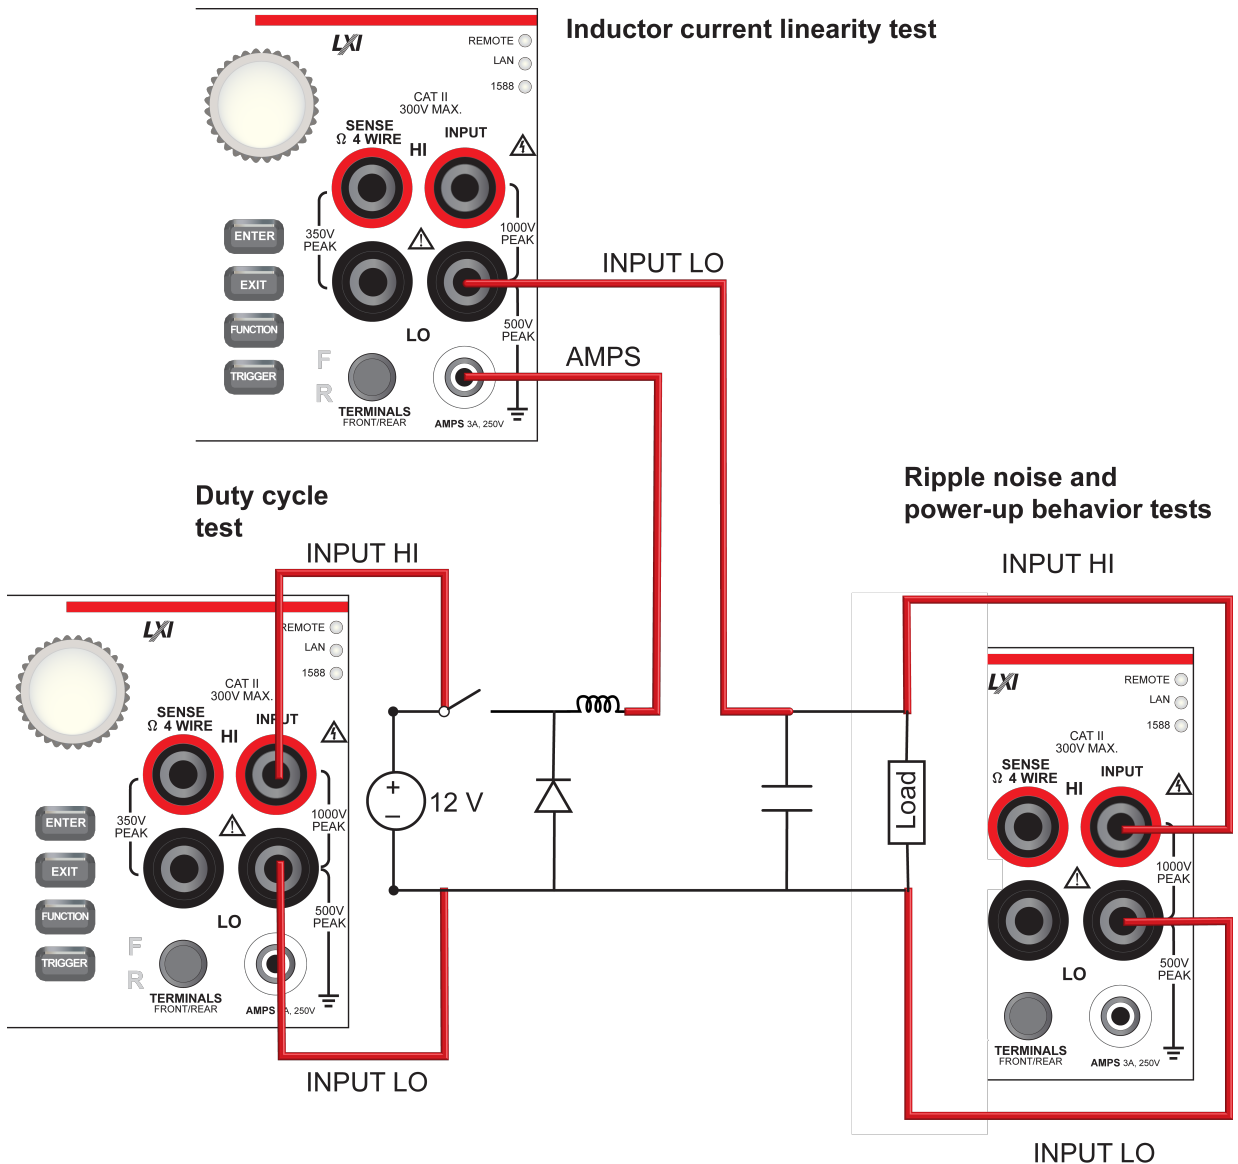 Inductor current linearity test
LXI
REMOTE
LAN
1588
CAT II
300V MAX.
SENSE
Ω 4 WIRE
HI
INPUT
350V
PEAK
1000V
PEAK
ENTER
EXIT
FUNCTION
TRIGGER
500V
PEAK
LO
F
R
TERMINALS
FRONT/REAR
AMPS 3A, 250V
INPUT LO
AMPS
Duty cycle
test
INPUT HI
LXI
REMOTE
LAN
1588
CAT II
300V MAX.
SENSE
Ω 4 WIRE
HI
INPUT
350V
PEAK
1000V
PEAK
ENTER
EXIT
FUNCTION
TRIGGER
500V
PEAK
LO
F
R
TERMINALS
FRONT/REAR
AMPS A, 250V
INPUT LO
+
12 V
–
Load
Ripple noise and
power-up behavior tests
INPUT HI
LXI
REMOTE
LAN
1588
CAT II
300V MAX.
SENSE
Ω 4 WIRE
HI
INPUT
1000V
PEAK
500V
PEAK
LO
TERMINALS
FRONT/REAR
AMPS 3A, 250V
INPUT LO